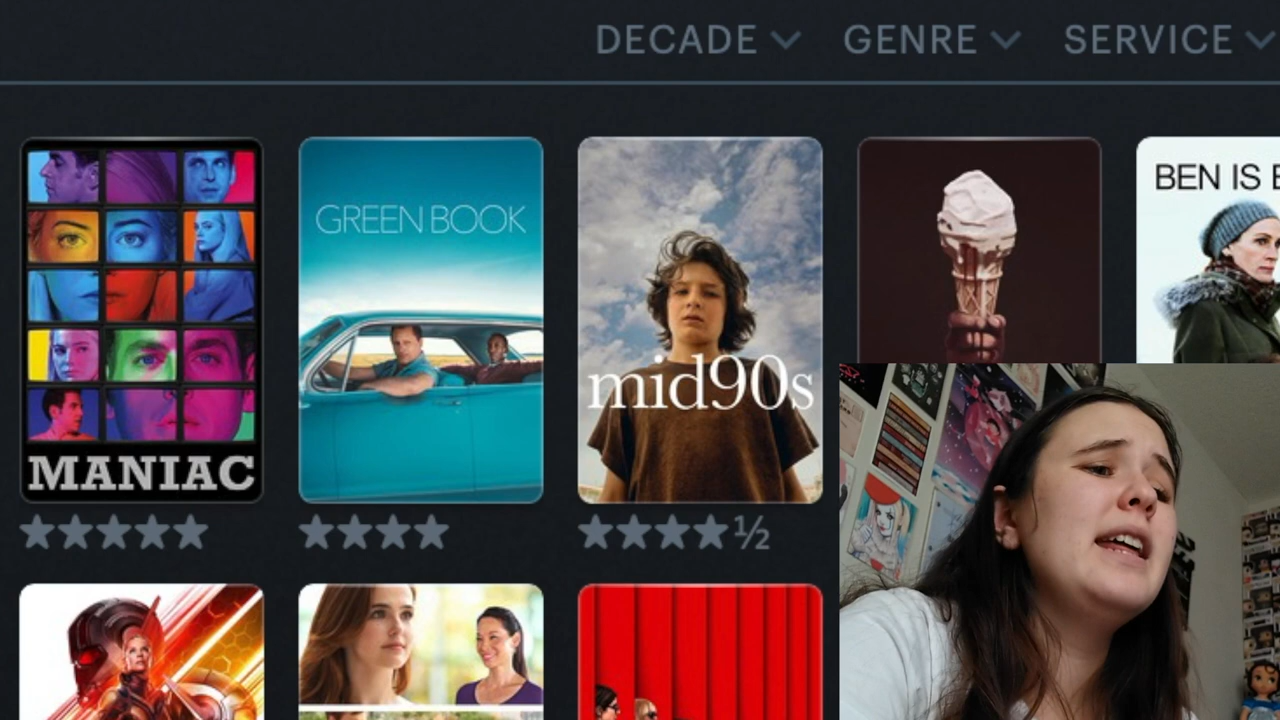 DECADE GENRE SERVICE
BEN IS
GREEN BOOK
mid90s
MANIAC
½